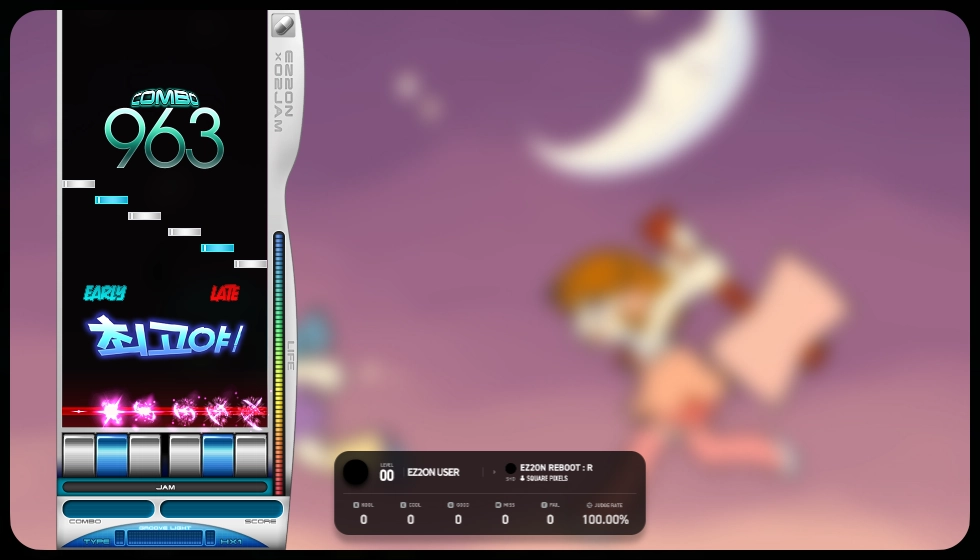 COMBO
963
EZ2ON
XO2JAM
EARLY
LATE
최고야!
LIFE
JAM
COMBO
SCORE
GROOVE LIGHT
TYPE
HX1
LEVEL
00
EZ2ON USER
EZ2ON REBOOT : R
SQUARE PIXELS
KOOL COOL GOOD MISS FAIL JUDGE RATE
0 0 0 0 0 100.00%